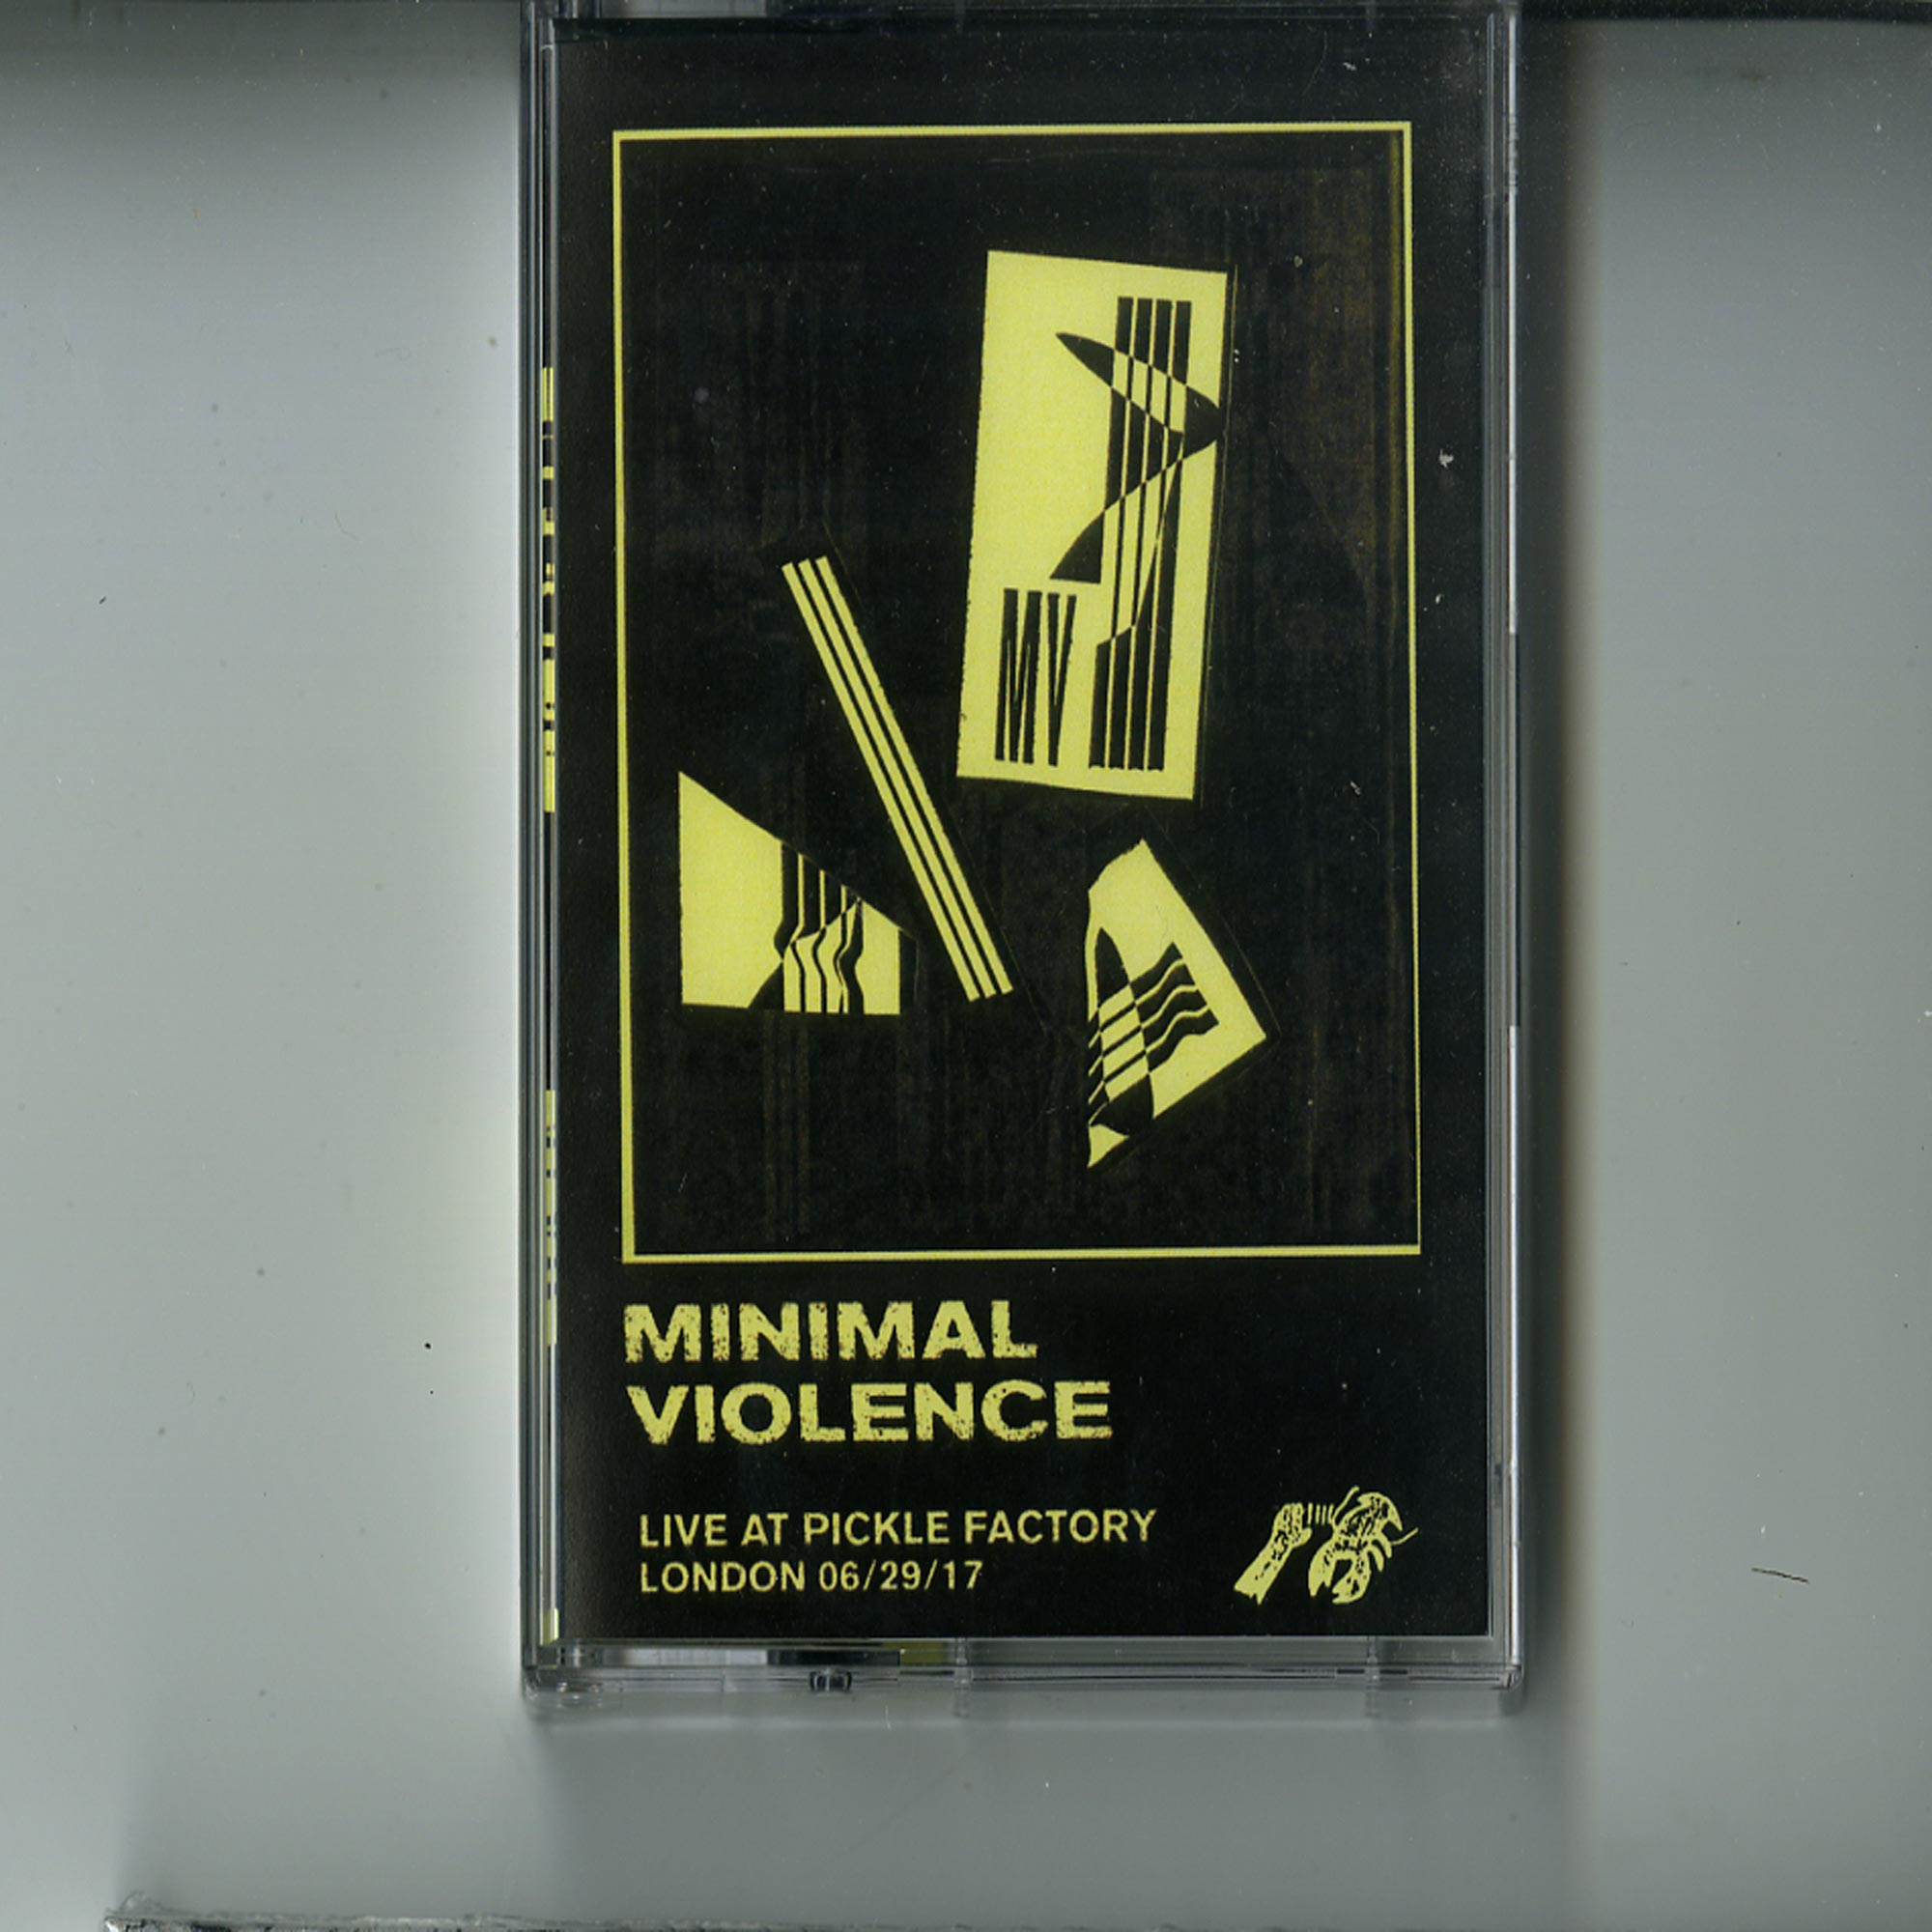 MV
MINIMAL
VIOLENCE
LIVE AT PICKLE FACTORY
LONDON 06/29/17